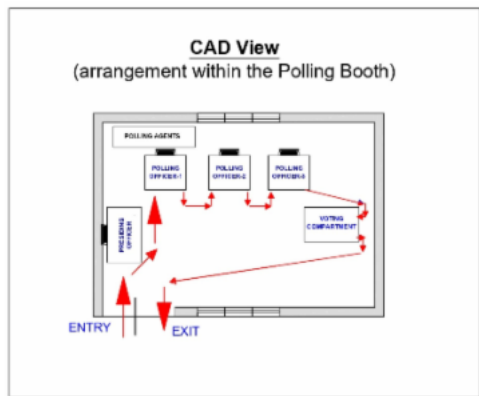 CAD View
(arrangement within the Polling Booth)
POLLING AGENTS
POLLING
OFFICER-1
POLLING
OFFICER-2
POLLING
OFFICER-3
PRESIDING
OFFICER
VOTING
COMPARTMENT
ENTRY
EXIT